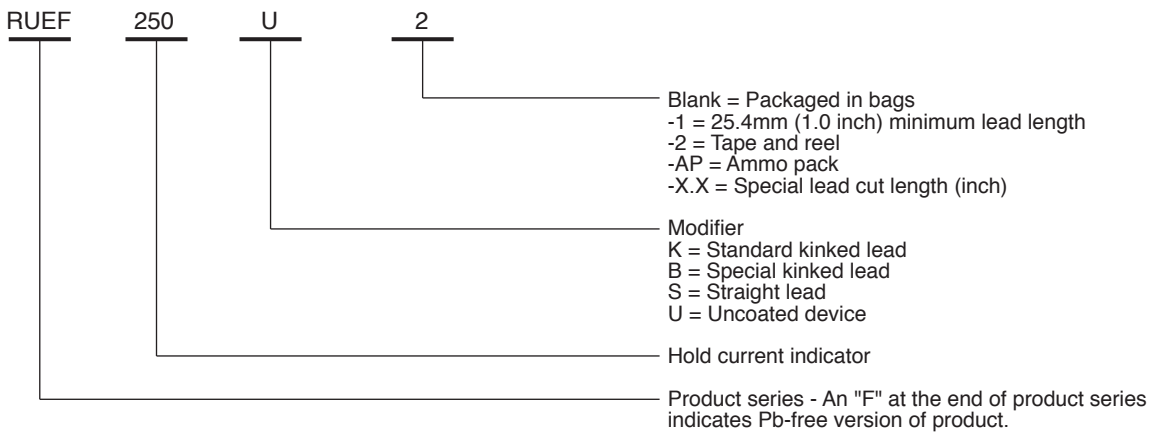 RUEF 250 U 2
Blank = Packaged in bags
-1 = 25.4mm (1.0 inch) minimum lead length
-2 = Tape and reel
-AP = Ammo pack
-X.X = Special lead cut length (inch)
Modifier
K = Standard kinked lead
B = Special kinked lead
S = Straight lead
U = Uncoated device
Hold current indicator
Product series - An "F" at the end of product series
indicates Pb-free version of product.